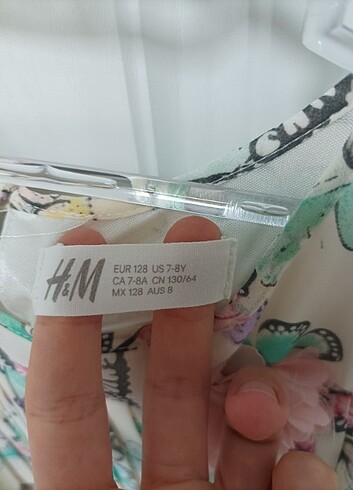 H&M
EUR 128 US 7-8Y
CA 7-8A CN 130/64
MX 128 AUS 8